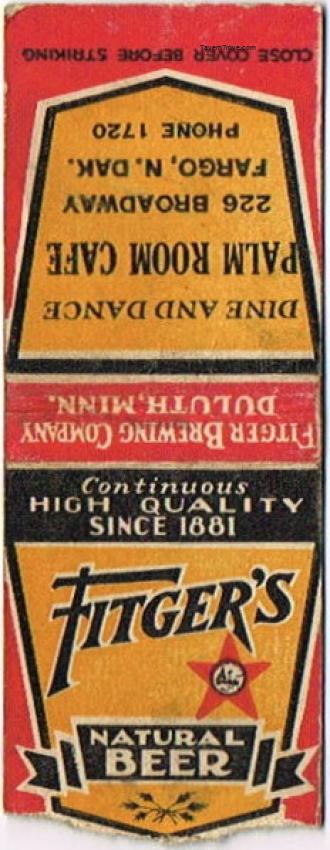 CLOSE COVER BEFORE STRIKING
DINE AND DANCE
PALM ROOM CAFE
226 BROADWAY
FARGO, N. DAK.
PHONE 1720
FITGER BREWING COMPANY
DULUTH, MINN.
Continuous
HIGH QUALITY
SINCE 1881
FITGER'S
NATURAL
BEER